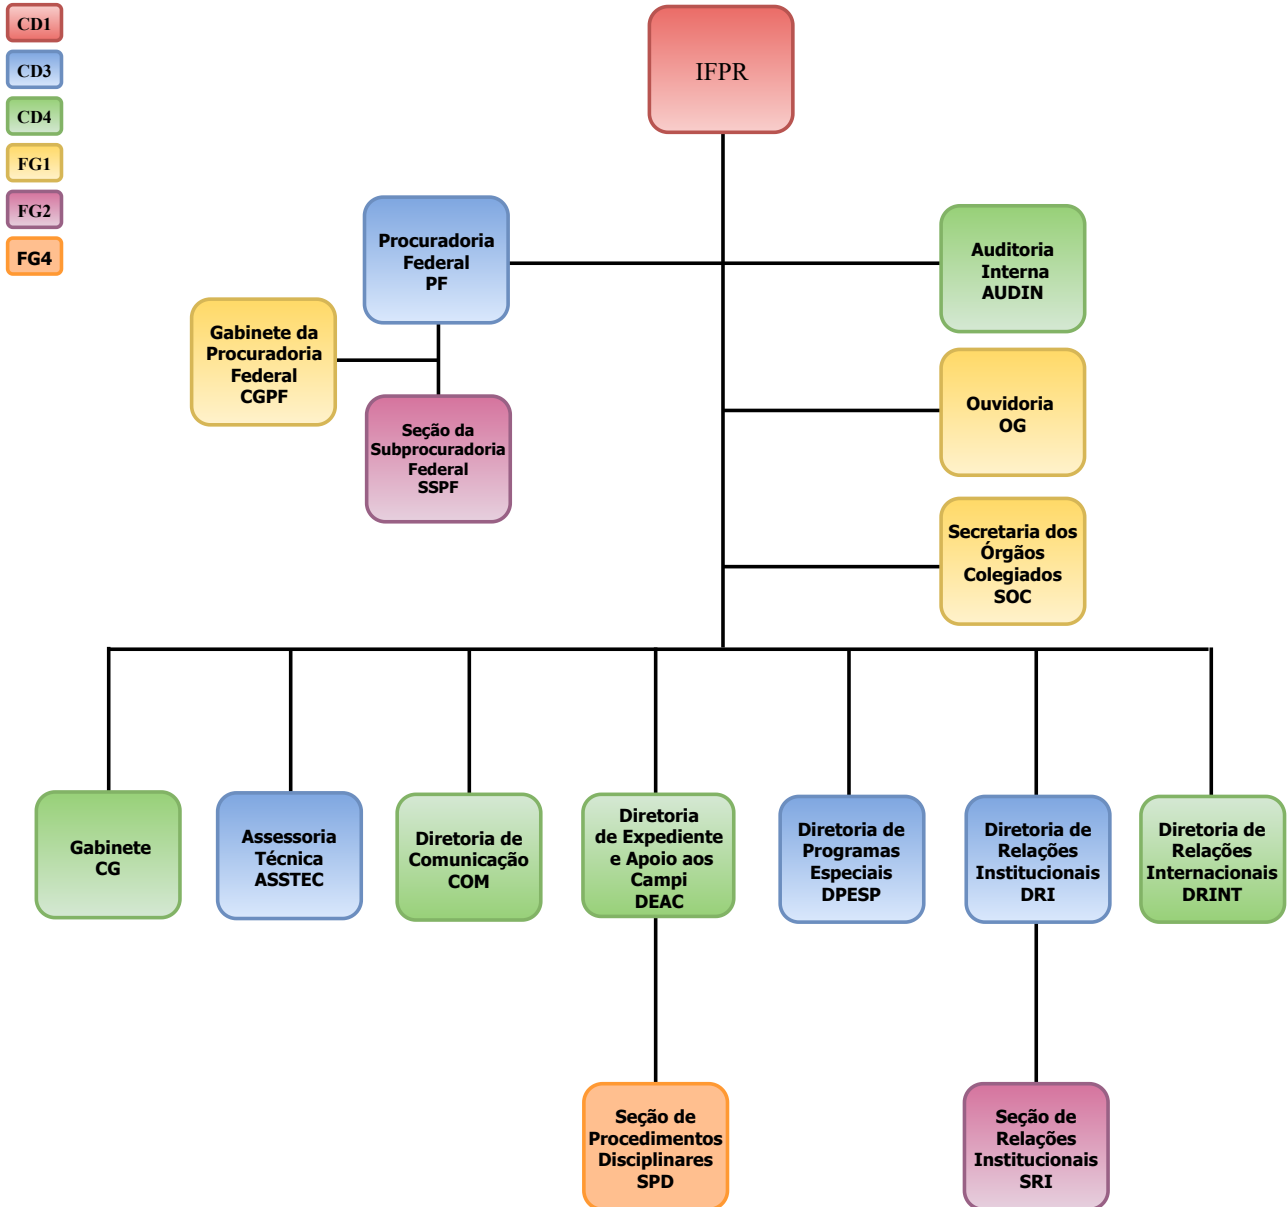 CD1
CD3
CD4
FG1
FG2
FG4
IFPR
Procuradoria
Federal
PF
Auditoria
Interna
AUDIN
Gabinete da
Procuradoria
Federal
CGPF
Seção da
Subprocuradoria
Federal
SSPF
Ouvidoria
OG
Secretaria dos
Órgãos
Colegiados
SOC
Gabinete
CG
Assessoria
Técnica
ASSTEC
Diretoria de
Comunicação
COM
Diretoria
de Expediente
e Apoio aos
Campi
DEAC
Diretoria de
Programas
Especiais
DPESP
Diretoria de
Relações
Institucionais
DRI
Diretoria de
Relações
Internacionais
DRINT
Seção de
Procedimentos
Disciplinares
SPD
Seção de
Relações
Institucionais
SRI